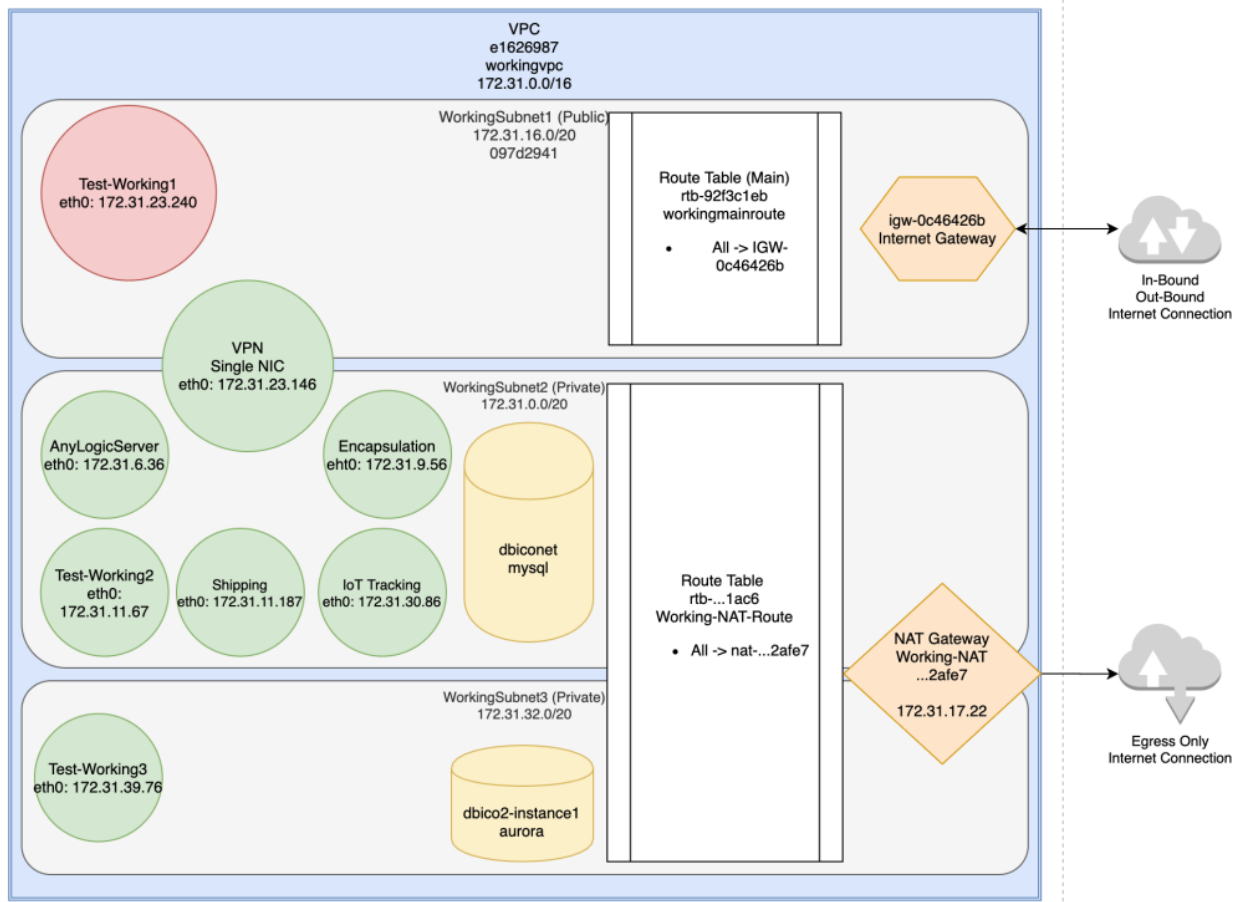 VPC
e1626987
workingvpc
172.31.0.0/16
WorkingSubnet1 (Public)
172.31.16.0/20
097d2941
Test-Working1
eth0: 172.31.23.240
Route Table (Main)
rtb-92f3c1eb
workingmainroute
• All -> IGW-
0c46426b
igw-0c46426b
Internet Gateway
In-Bound
Out-Bound
Internet Connection
VPN
Single NIC
eth0: 172.31.23.146
WorkingSubnet2 (Private)
172.31.0.0/20
AnyLogicServer
eth0: 172.31.6.36
Encapsulation
eht0: 172.31.9.56
Test-Working2
eth0:
172.31.11.67
Shipping
eth0: 172.31.11.187
IoT Tracking
eth0: 172.31.30.86
dbiconet
mysql
Route Table
rtb-...1ac6
Working-NAT-Route
• All -> nat-...2afe7
NAT Gateway
Working-NAT
...2afe7
172.31.17.22
Egress Only
Internet Connection
WorkingSubnet3 (Private)
172.31.32.0/20
Test-Working3
eth0: 172.31.39.76
dbico2-instance1
aurora